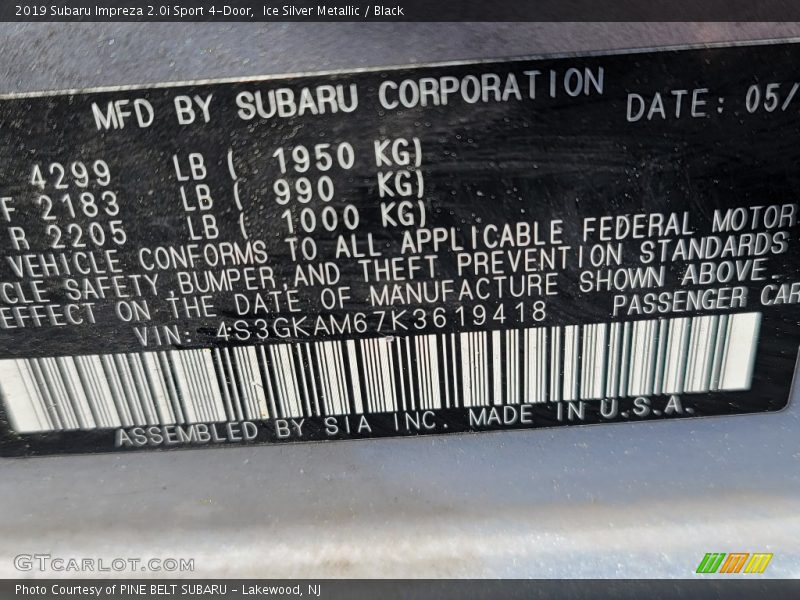 2019 Subaru Impreza 2.0i Sport 4-Door, Ice Silver Metallic / Black
MFD BY SUBARU CORPORATION DATE: 05/
4299 LB ( 1950 KG)
F 2183 LB ( 990 KG)
R 2205 LB ( 1000 KG)
VEHICLE CONFORMS TO ALL APPLICABLE FEDERAL MOTOR
CLE SAFETY BUMPER, AND THEFT PREVENTION STANDARDS
EFFECT ON THE DATE OF MANUFACTURE SHOWN ABOVE.
VIN: 4S3GKAM67K3619418 PASSENGER CAR
ASSEMBLED BY SIA INC. MADE IN U.S.A.
GTCARLOT.COM
Photo Courtesy of PINE BELT SUBARU - Lakewood, NJ